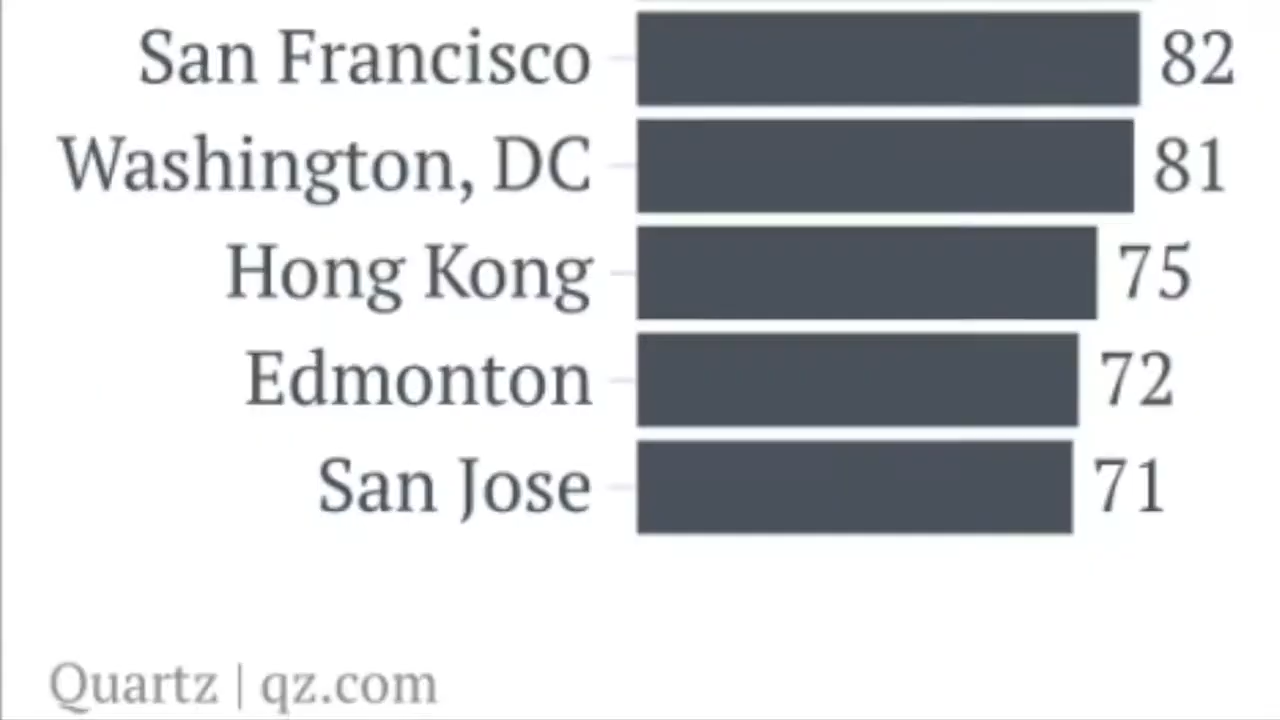 San Francisco 82
Washington, DC 81
Hong Kong 75
Edmonton 72
San Jose 71
Quartz | qz.com